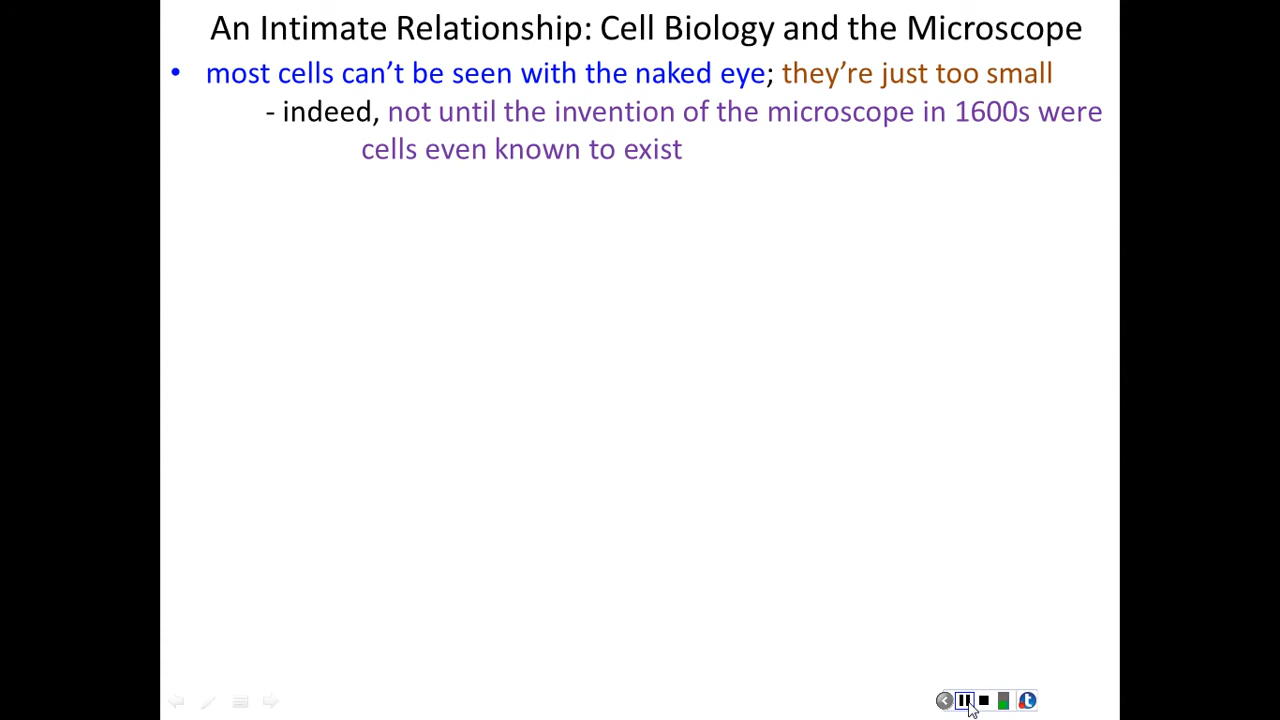 An Intimate Relationship: Cell Biology and the Microscope
• most cells can’t be seen with the naked eye; they’re just too small
- indeed, not until the invention of the microscope in 1600s were
cells even known to exist